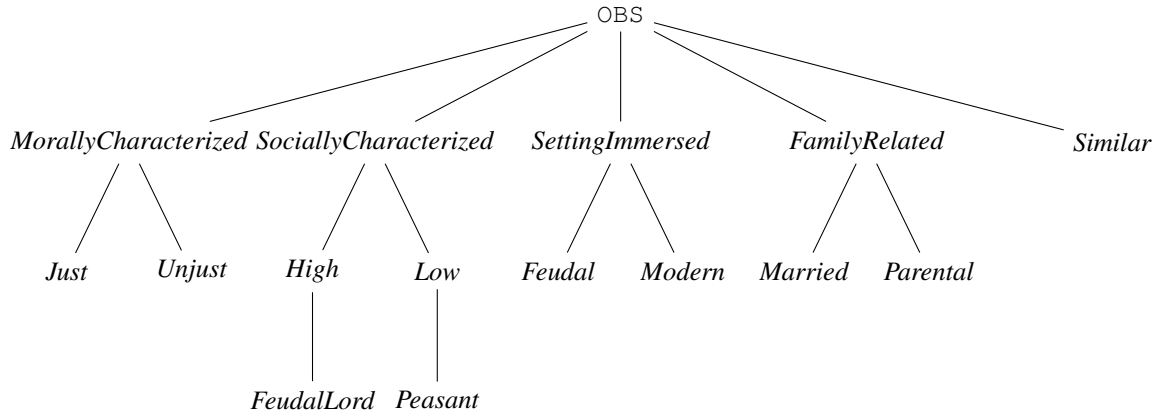 OBS
MorallyCharacterized SociallyCharacterized SettingImmersed FamilyRelated Similar
Just Unjust High Low Feudal Modern Married Parental
FeudalLord Peasant